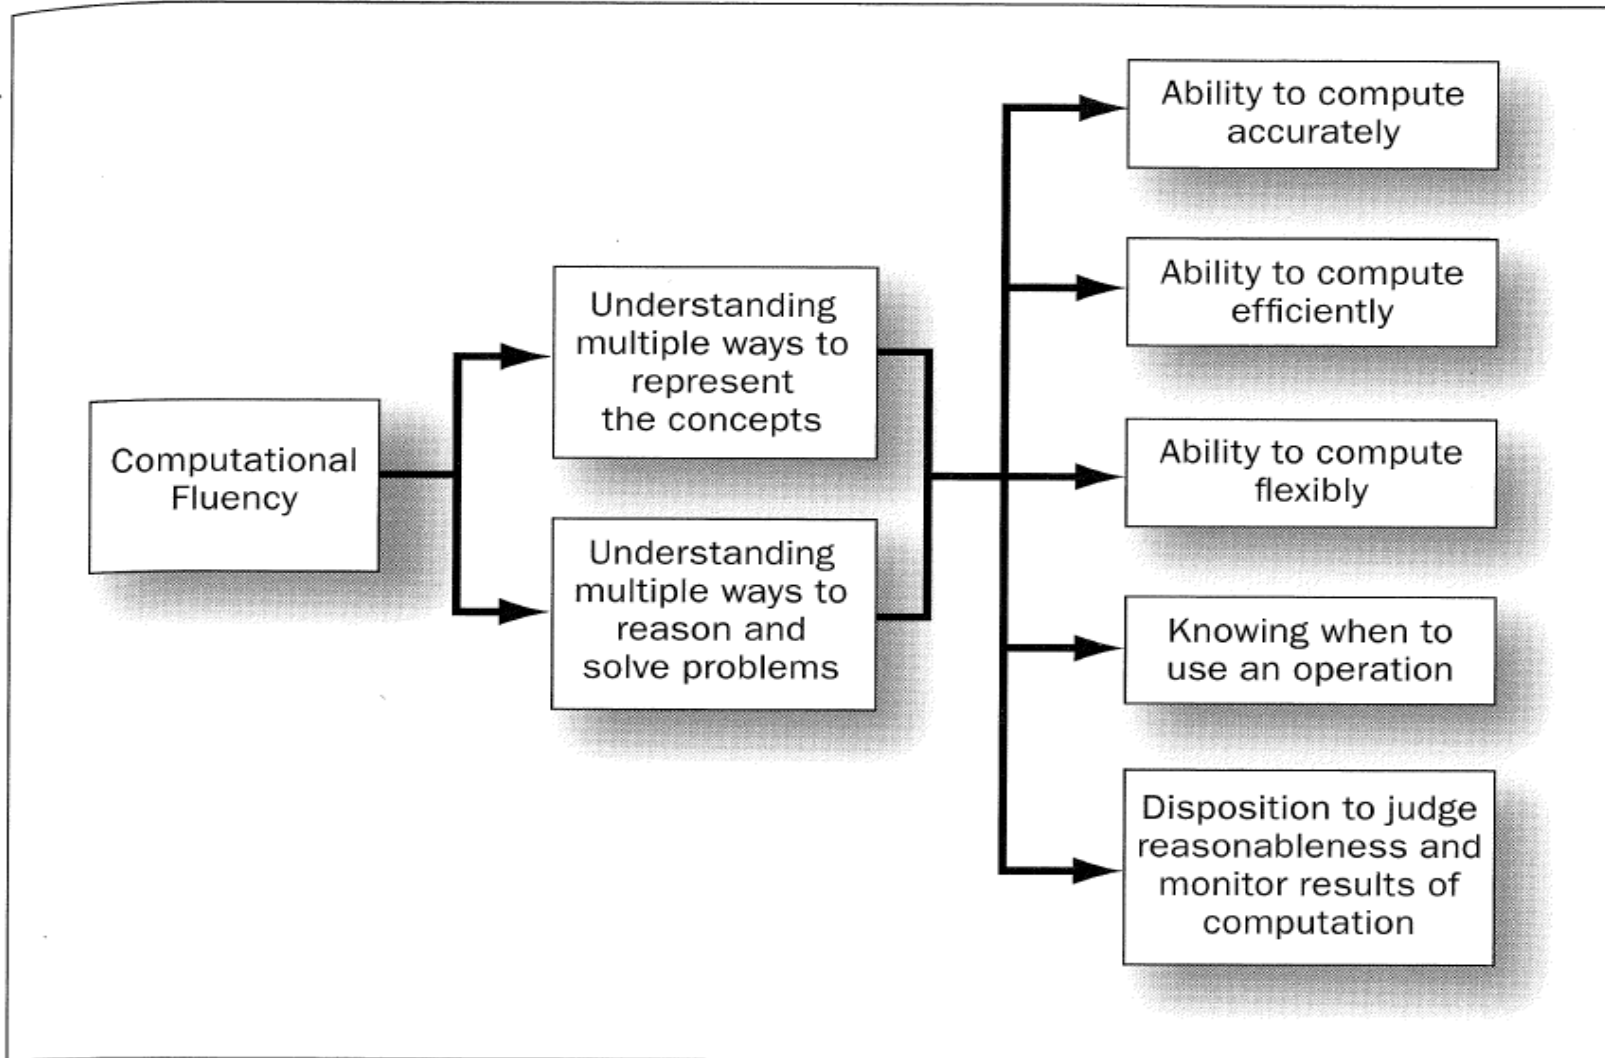 Computational
Fluency
Understanding
multiple ways to
represent
the concepts
Understanding
multiple ways to
reason and
solve problems
Ability to compute
accurately
Ability to compute
efficiently
Ability to compute
flexibly
Knowing when to
use an operation
Disposition to judge
reasonableness and
monitor results of
computation